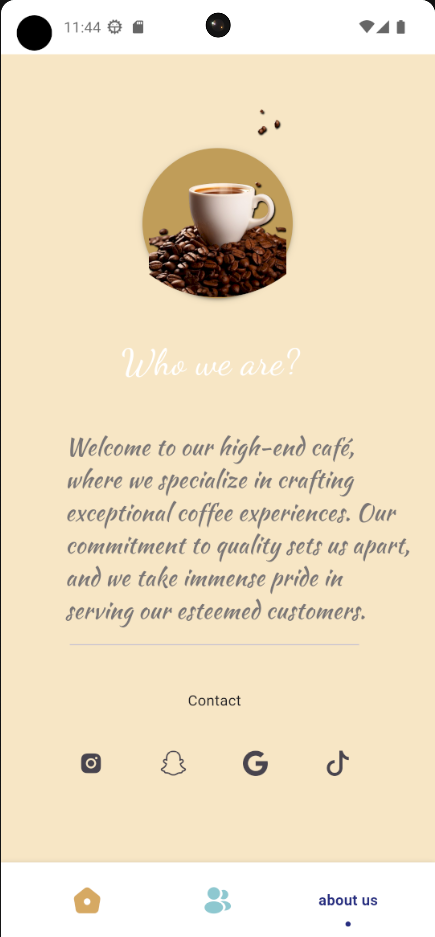 11:44
Who we are?
Welcome to our high-end café,
where we specialize in crafting
exceptional coffee experiences. Our
commitment to quality sets us apart,
and we take immense pride in
serving our esteemed customers.
Contact
about us